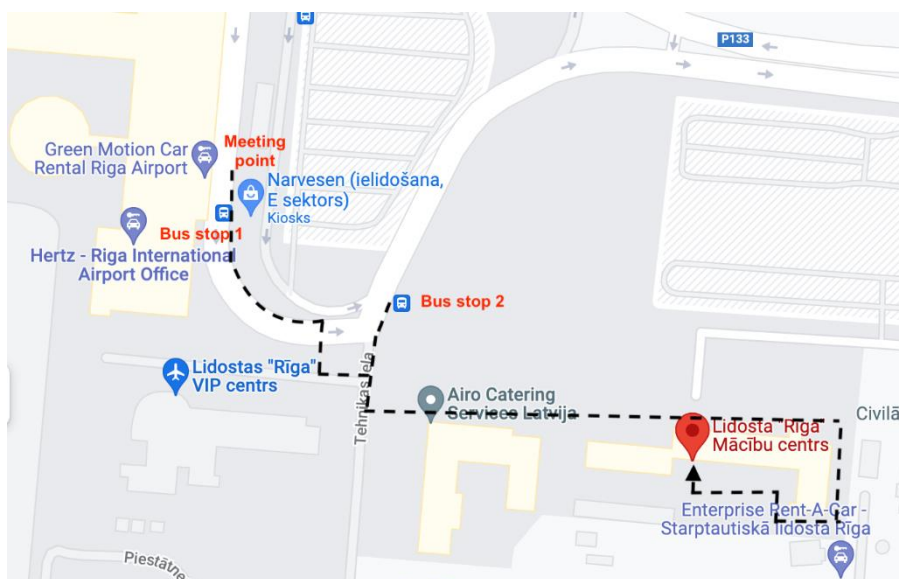 P133
Green Motion Car
Rental Riga Airport
Meeting
point
Narvesen (ielidošana,
E sektors)
Kiosks
Bus stop 1
Hertz - Riga International
Airport Office
Bus stop 2
Lidostas "Rīga"
VIP centrs
Tehnikas iela
Airo Catering
Services Latvija
Lidosta "Rīga"
Mācību centrs
Civilā
Enterprise Rent-A-Car -
Starptautiskā lidosta Rīga
Piestātne